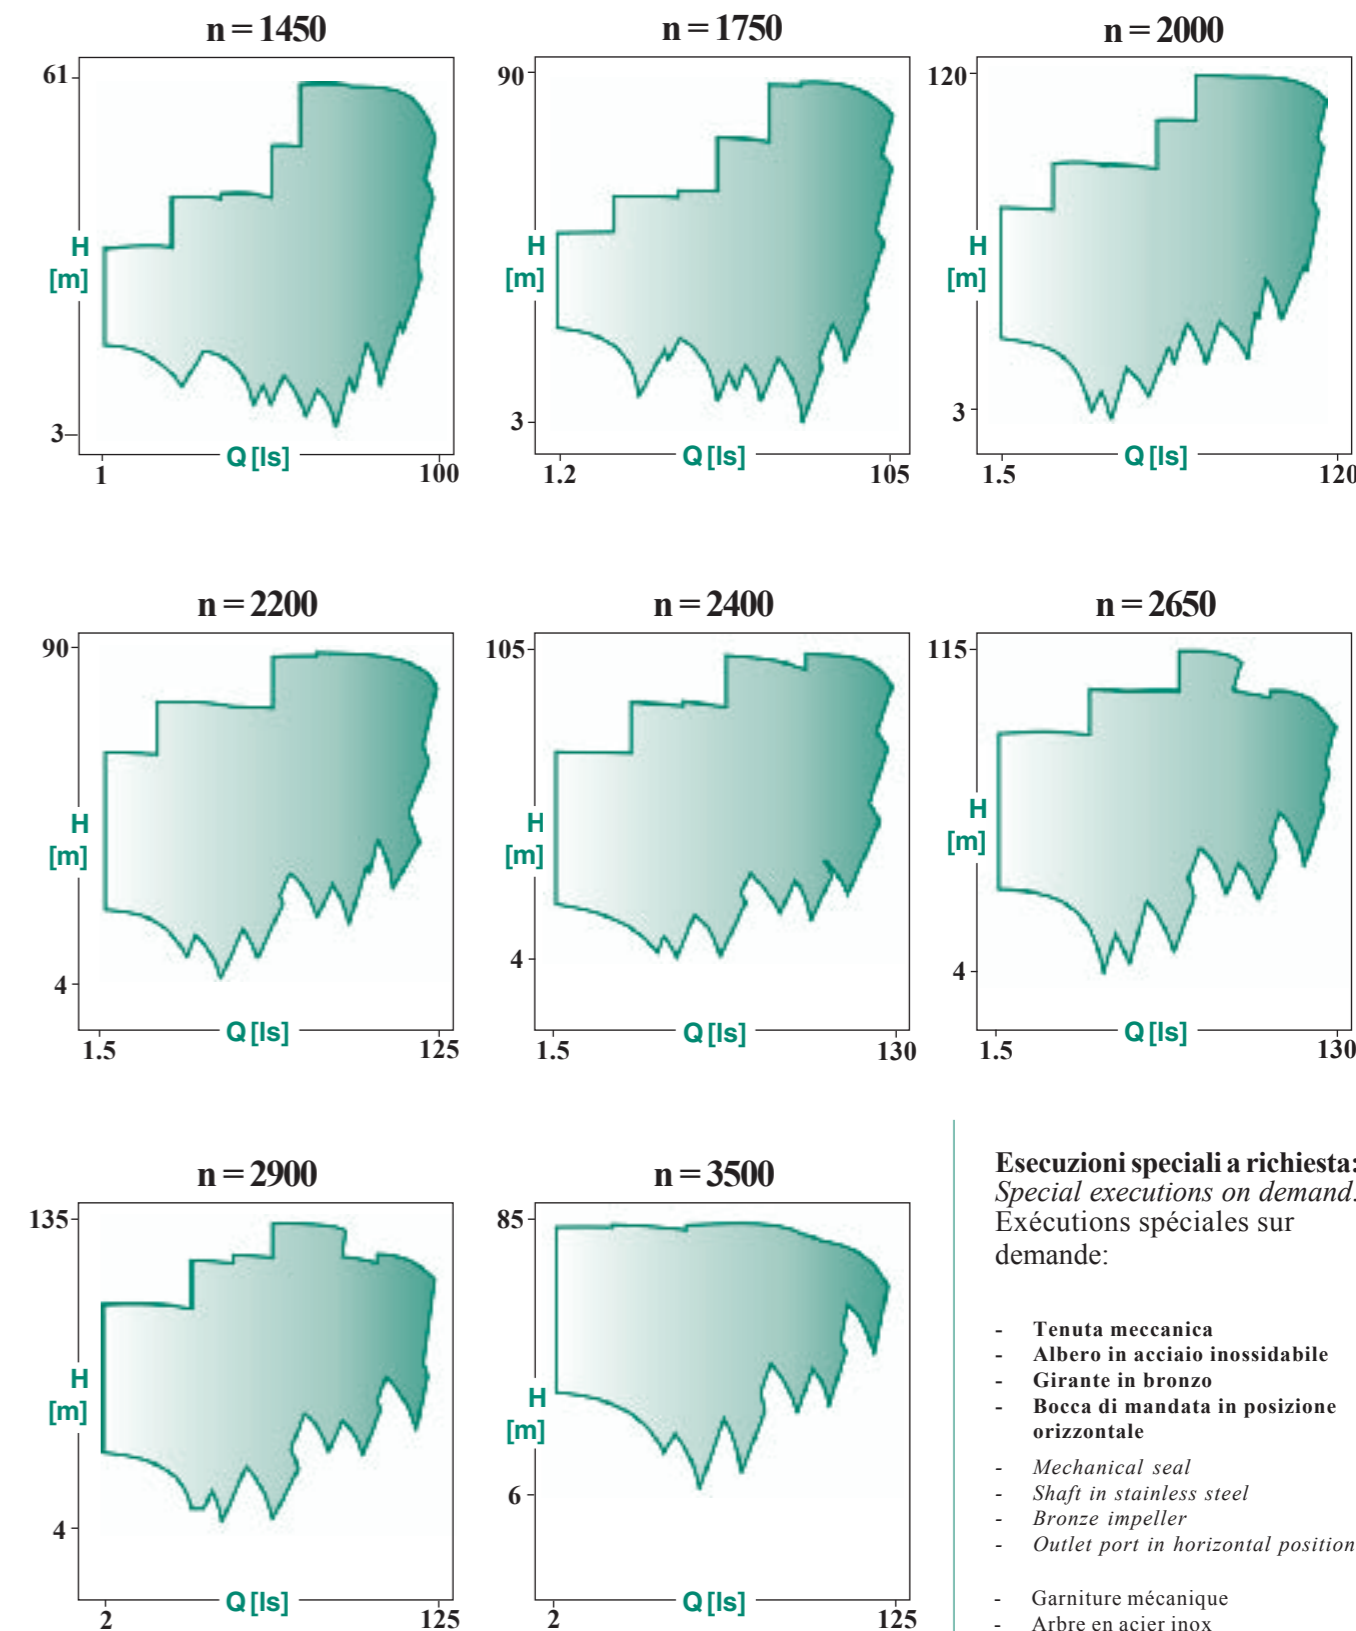 n = 1450
61
H
[m]
3
Q [ls]
1
100
n = 1750
90
H
[m]
3
Q [ls]
1.2
105
n = 2000
120
H
[m]
3
Q [ls]
1.5
120
n = 2200
90
H
[m]
4
Q [ls]
1.5
125
n = 2400
105
H
[m]
4
Q [ls]
1.5
130
n = 2650
115
H
[m]
4
Q [ls]
1.5
130
n = 2900
135
H
[m]
4
Q [ls]
2
125
n = 3500
85
H
[m]
6
Q [ls]
2
125
Esecuzioni speciali a richiesta:
Special executions on demand:
Exécutions spéciales sur
demande:
- Tenuta meccanica
- Albero in acciaio inossidabile
- Girante in bronzo
- Bocca di mandata in posizione
orizzontale
- Mechanical seal
- Shaft in stainless steel
- Bronze impeller
- Outlet port in horizontal position
- Garniture mécanique
- Arbre en acier inox